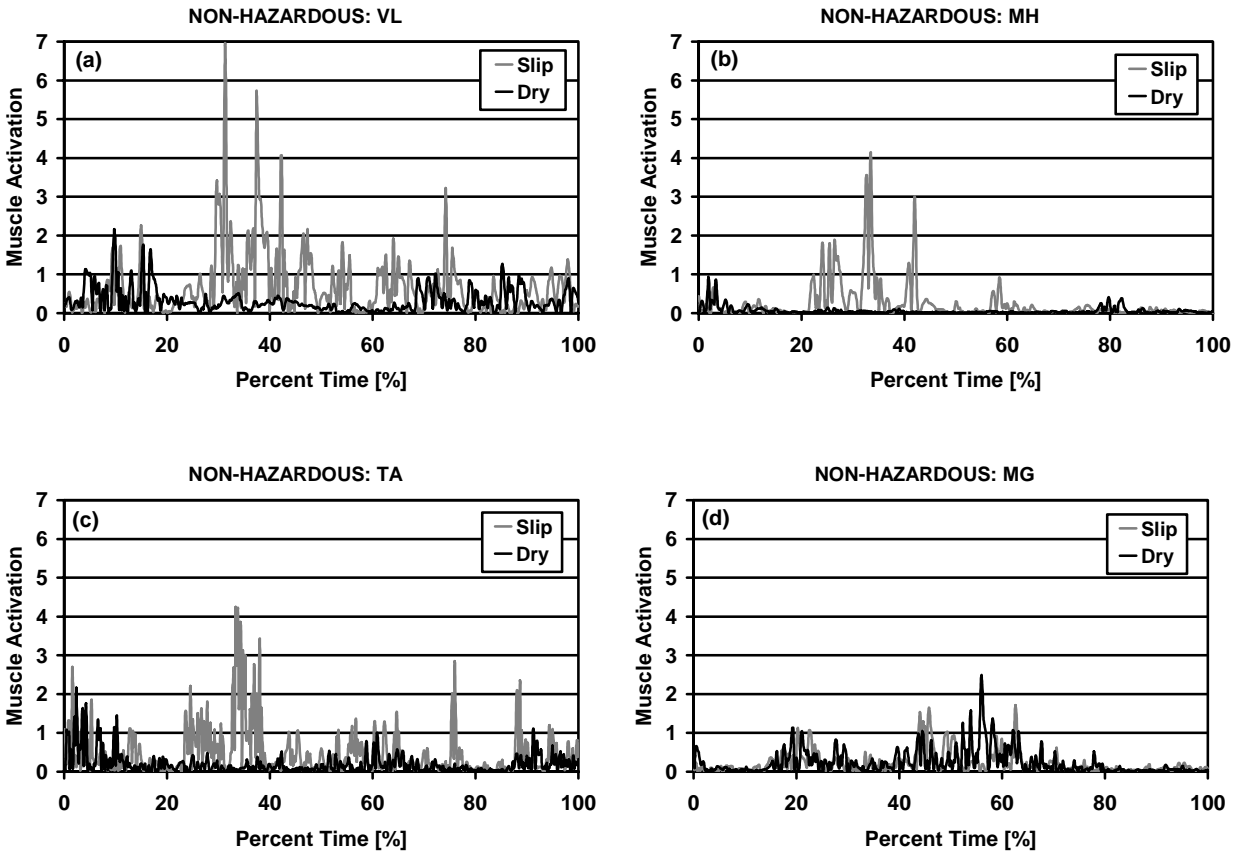 NON-HAZARDOUS: VL
(a)
Slip
Dry
Muscle Activation
7
6
5
4
3
2
1
0
0 20 40 60 80 100
Percent Time [%]
NON-HAZARDOUS: MH
(b)
Slip
Dry
Muscle Activation
7
6
5
4
3
2
1
0
0 20 40 60 80 100
Percent Time [%]
NON-HAZARDOUS: TA
(c)
Slip
Dry
Muscle Activation
7
6
5
4
3
2
1
0
0 20 40 60 80 100
Percent Time [%]
NON-HAZARDOUS: MG
(d)
Slip
Dry
Muscle Activation
7
6
5
4
3
2
1
0
0 20 40 60 80 100
Percent Time [%]